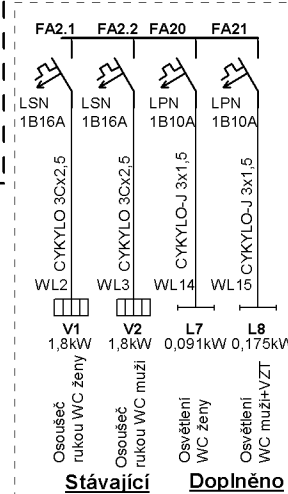 FA2.1 FA2.2 FA20 FA21
LSN LSN LPN LPN
1B16A 1B16A 1B10A 1B10A
CYKYLO 3Cx2,5
CYKYLO 3Cx2,5
CYKYLO-J 3x1,5
CYKYLO-J 3x1,5
WL2 WL3 WL14 WL15
V1 V2 L7 L8
1,8kW 1,8kW 0,091kW 0,175kW
Osoušeč
rukou WC ženy
Osoušeč
rukou WC muži
Osvětlení
WC ženy
Osvětlení
WC muži+VZT
Stávající Doplněno